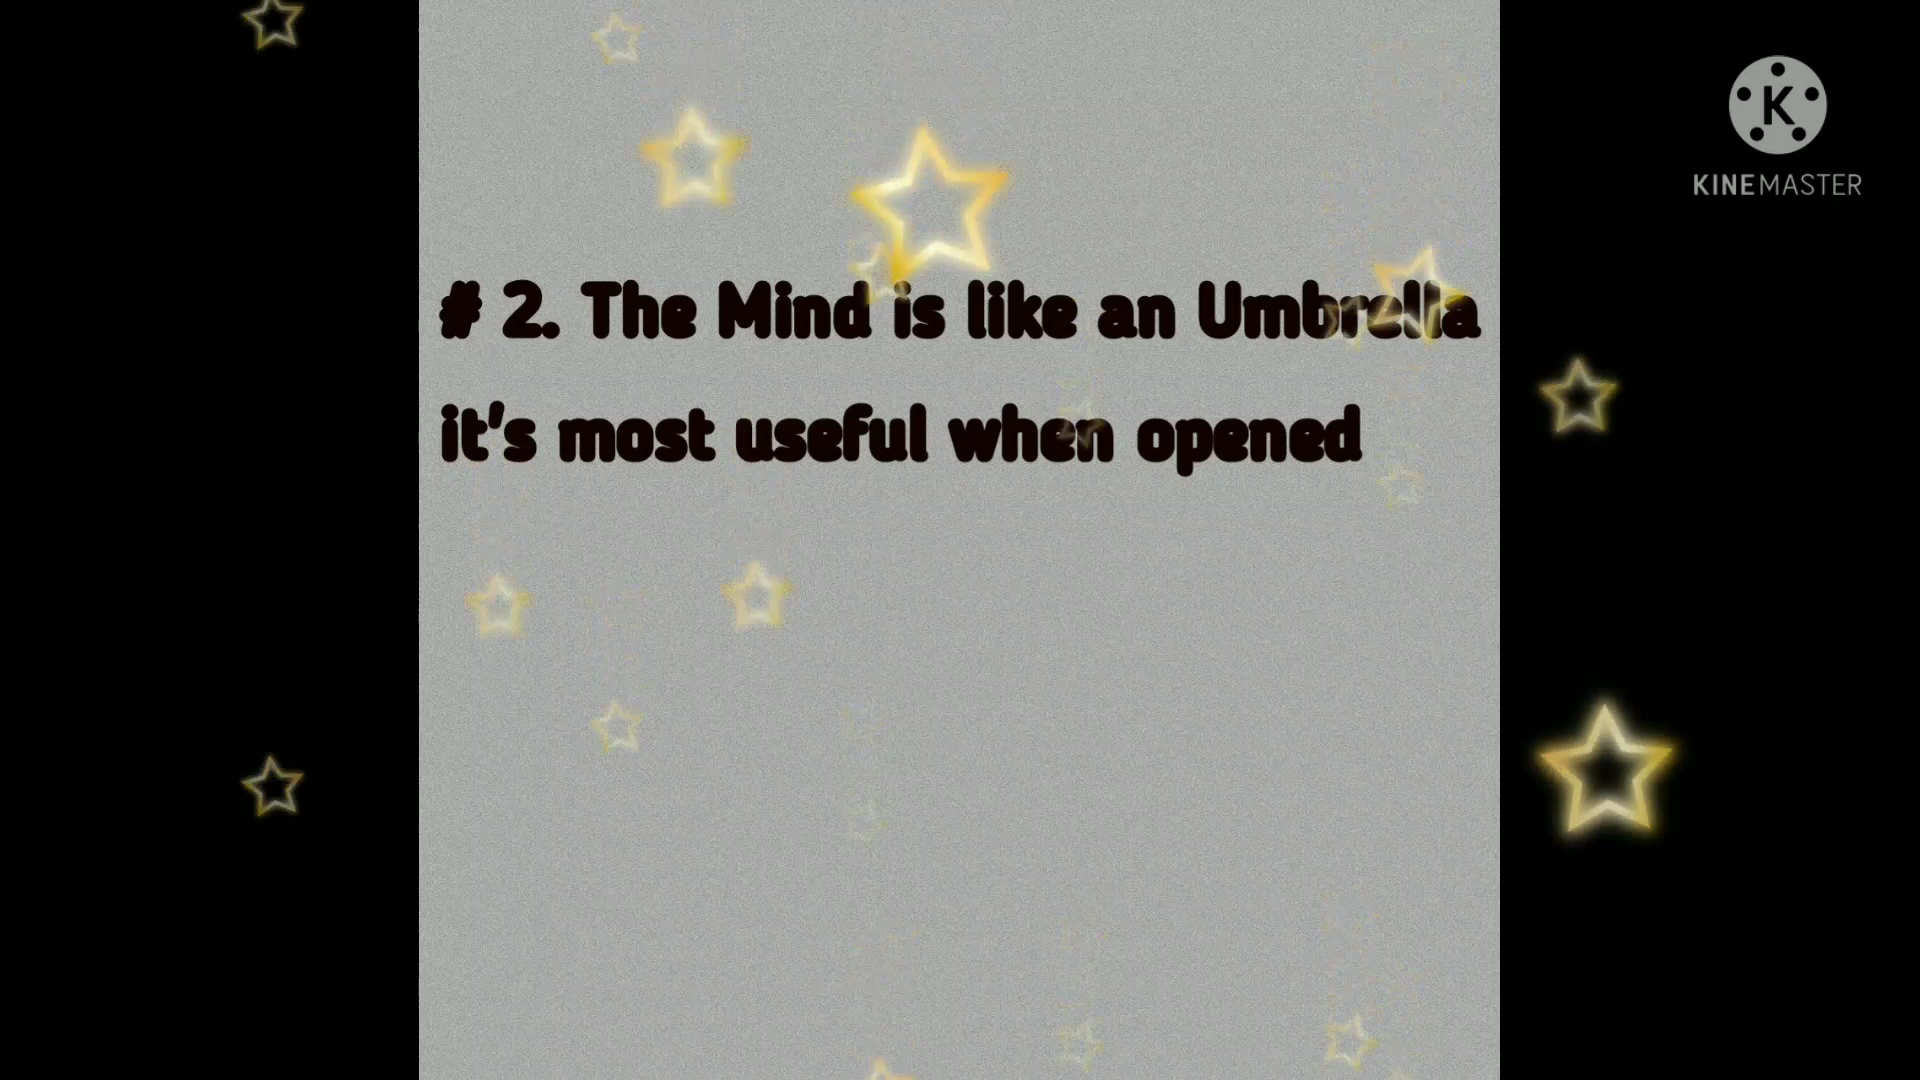 # 2. The Mind is like an Umbrella
it's most useful when opened
K
KINEMASTER